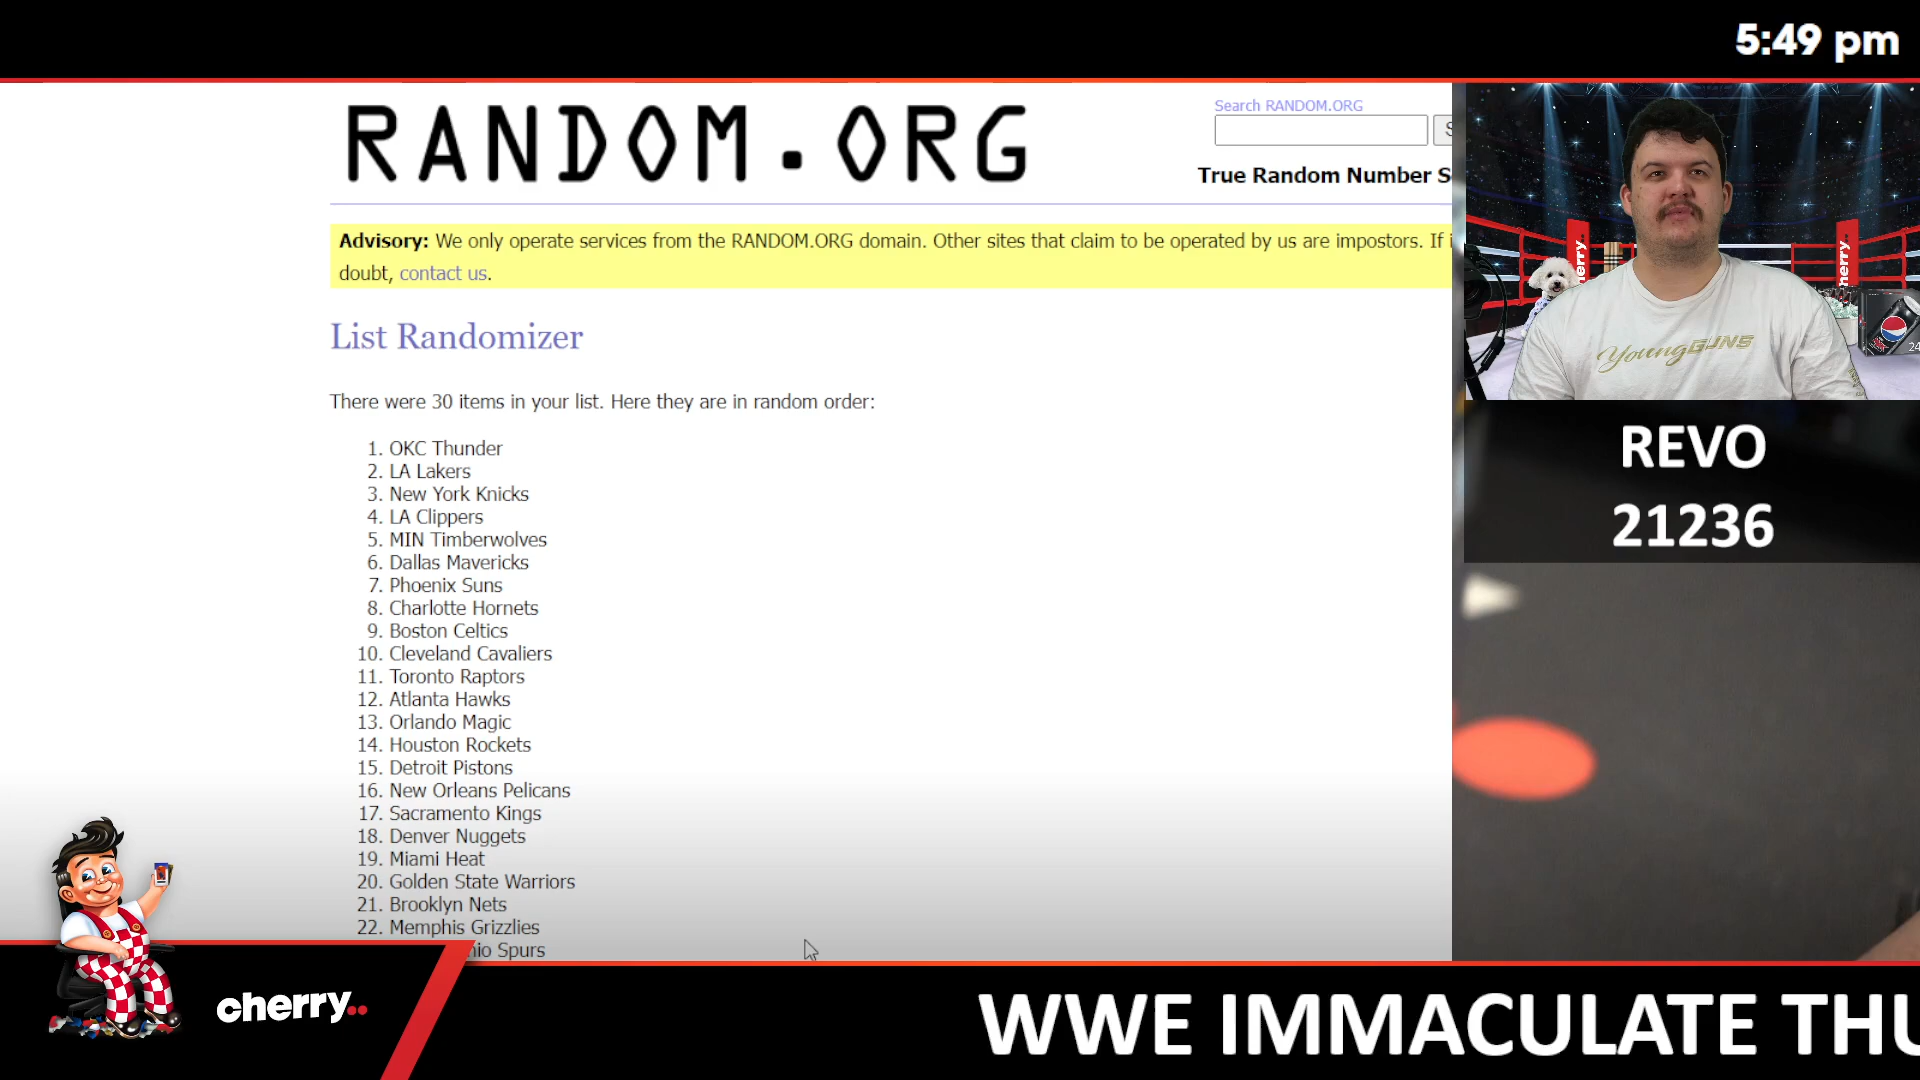 5:49 pm
RANDOM.ORG
Search RANDOM.ORG
True Random Number S
Advisory: We only operate services from the RANDOM.ORG domain. Other sites that claim to be operated by us are impostors. If
doubt, contact us.
List Randomizer
There were 30 items in your list. Here they are in random order:
1. OKC Thunder
2. LA Lakers
3. New York Knicks
4. LA Clippers
5. MIN Timberwolves
6. Dallas Mavericks
7. Phoenix Suns
8. Charlotte Hornets
9. Boston Celtics
10. Cleveland Cavaliers
11. Toronto Raptors
12. Atlanta Hawks
13. Orlando Magic
14. Houston Rockets
15. Detroit Pistons
16. New Orleans Pelicans
17. Sacramento Kings
18. Denver Nuggets
19. Miami Heat
20. Golden State Warriors
21. Brooklyn Nets
22. Memphis Grizzlies
nio Spurs
herry..
herry..
YoungGUNS
24
REVO
21236
cherry..
WWE IMMACULATE THU